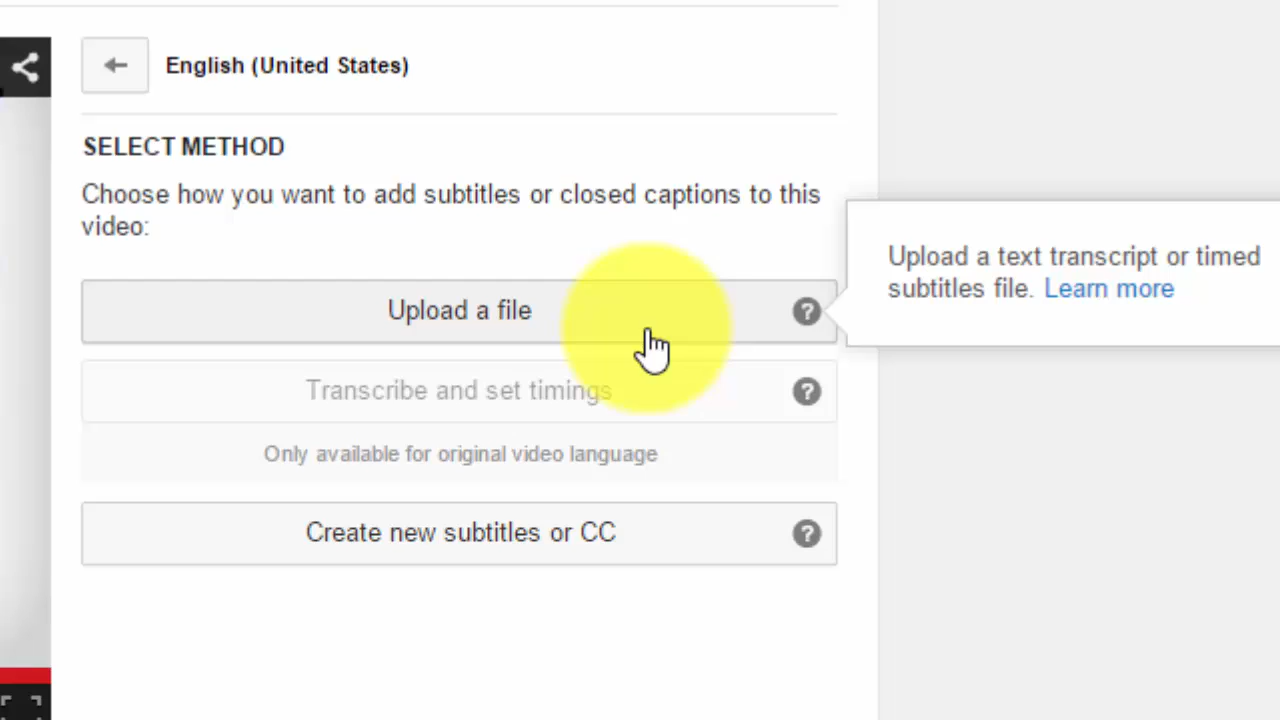 English (United States)
SELECT METHOD
Choose how you want to add subtitles or closed captions to this
video:
Upload a file
?
Upload a text transcript or timed
subtitles file. Learn more
Transcribe and set timings
?
Only available for original video language
Create new subtitles or CC
?